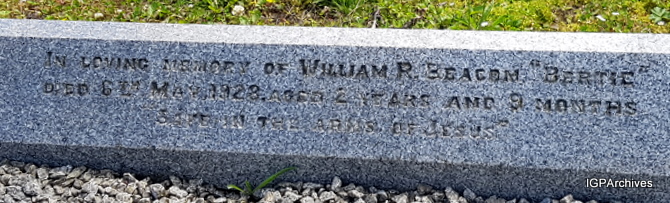 In loving memory of William R. Beacom. "Bertie"
died 6th May. 1928. aged 2 years and 9 months
"Safe in the arms of Jesus"
IGPArchives